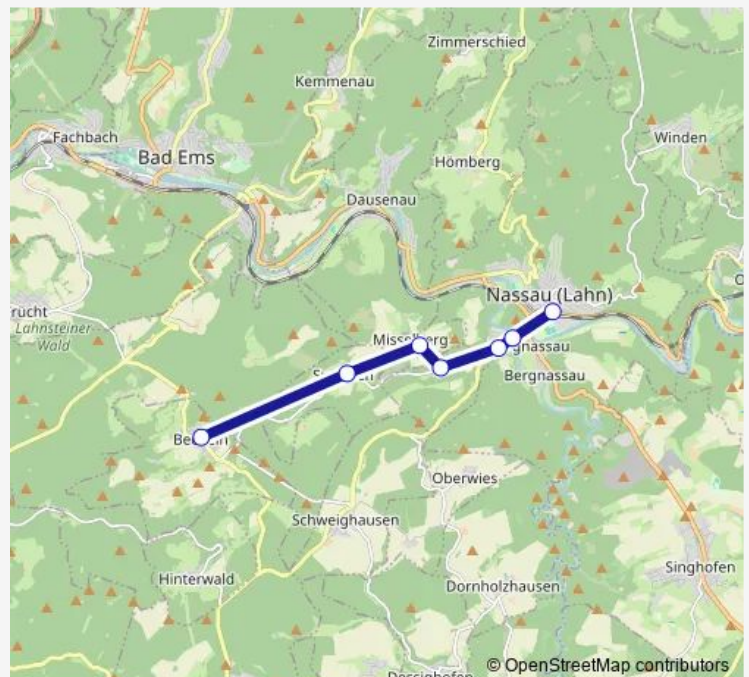 Zimmerschied
Kemmenau
Fachbach
Bad Ems
Winden
Hömberg
Dausenau
Nassau (Lahn)
Lahnsteiner
Wald
Misselberg
Bergnassau
Oberwies
Schweighausen
Singhofen
Hinterwald
Dornholzhausen
© OpenStreetMap contributors